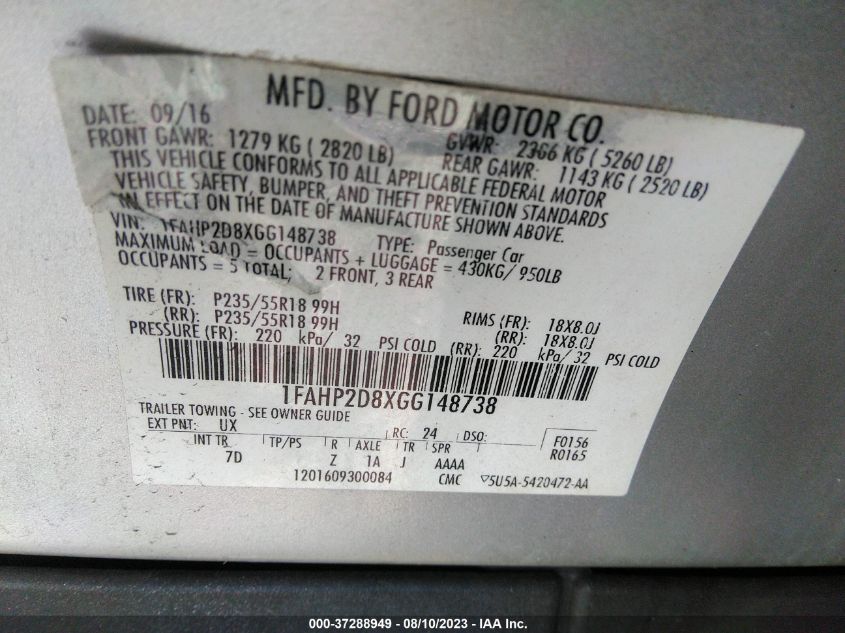 MFD. BY FORD MOTOR CO.
DATE: 09/16 GVWR: 2366 KG ( 5260 LB)
FRONT GAWR: 1279 KG ( 2820 LB) REAR GAWR: 1143 KG ( 2520 LB)
THIS VEHICLE CONFORMS TO ALL APPLICABLE FEDERAL MOTOR
VEHICLE SAFETY, BUMPER, AND THEFT PREVENTION STANDARDS
IN EFFECT ON THE DATE OF MANUFACTURE SHOWN ABOVE.
VIN: 1FAHP2D8XGG148738 TYPE: Passenger Car
MAXIMUM LOAD = OCCUPANTS + LUGGAGE = 430KG/ 950LB
OCCUPANTS = 5 TOTAL; 2 FRONT, 3 REAR
TIRE (FR): P235/55R18 99H RIMS (FR): 18X8.0J
(RR): P235/55R18 99H (RR): 18X8.0J
PRESSURE (FR): 220 kPa/ 32 PSI COLD (RR): 220 kPa/ 32 PSI COLD
1FAHP2D8XGG148738
TRAILER TOWING - SEE OWNER GUIDE
EXT PNT: UX RC: 24 DSO: F0156
INT TR TP/PS R AXLE TR SPR R0165
7D Z 1A J AAAA
1201609300084 CMC ▽5U5A-5420472-AA
000-37288949 - 08/10/2023 - IAA Inc.